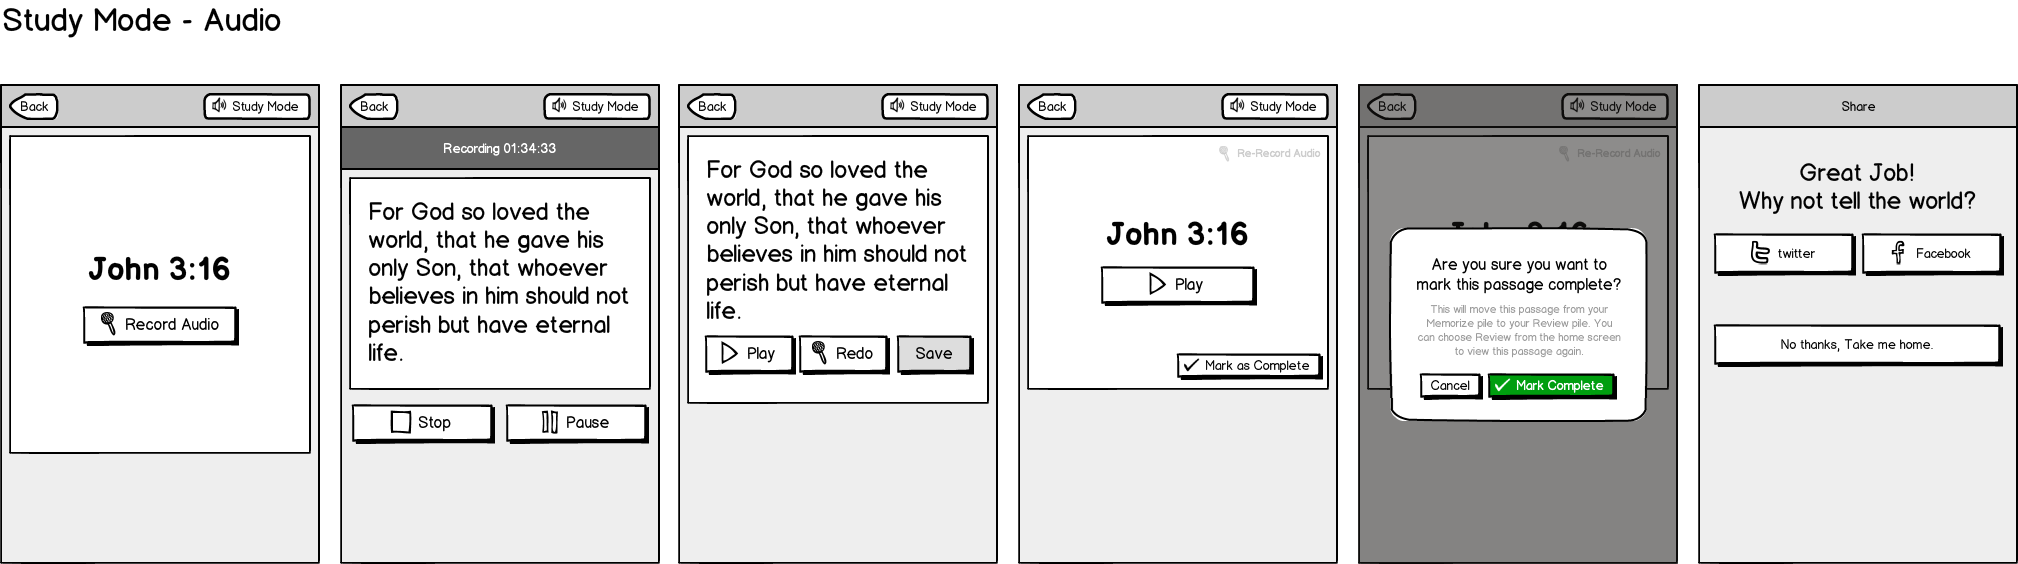 Study Mode - Audio
Back
Study Mode
John 3:16
Record Audio
Back
Study Mode
Recording 01:34:33
For God so loved the
world, that he gave his
only Son, that whoever
believes in him should not
perish but have eternal
life.
Stop
Pause
Back
Study Mode
For God so loved the
world, that he gave his
only Son, that whoever
believes in him should not
perish but have eternal
life.
Play
Redo
Save
Back
Study Mode
Re-Record Audio
John 3:16
Play
Mark as Complete
Back
Study Mode
Re-Record Audio
John 3:16
Are you sure you want to
mark this passage complete?
This will move this passage from your
Memorize pile to your Review pile. You
can choose Review from the home screen
to view this passage again.
Cancel
Mark Complete
Share
Great Job!
Why not tell the world?
twitter
Facebook
No thanks, Take me home.